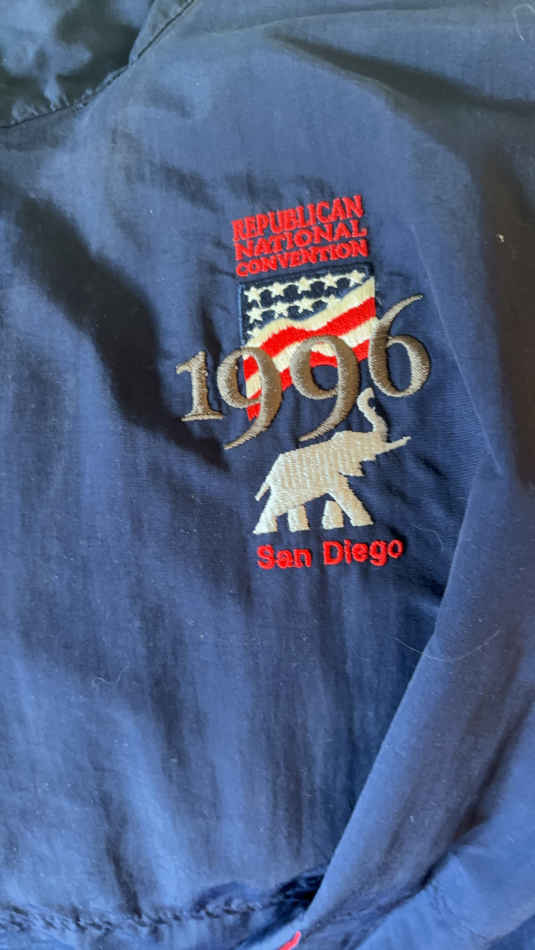 REPUBLICAN
NATIONAL
CONVENTION
1996
San Diego